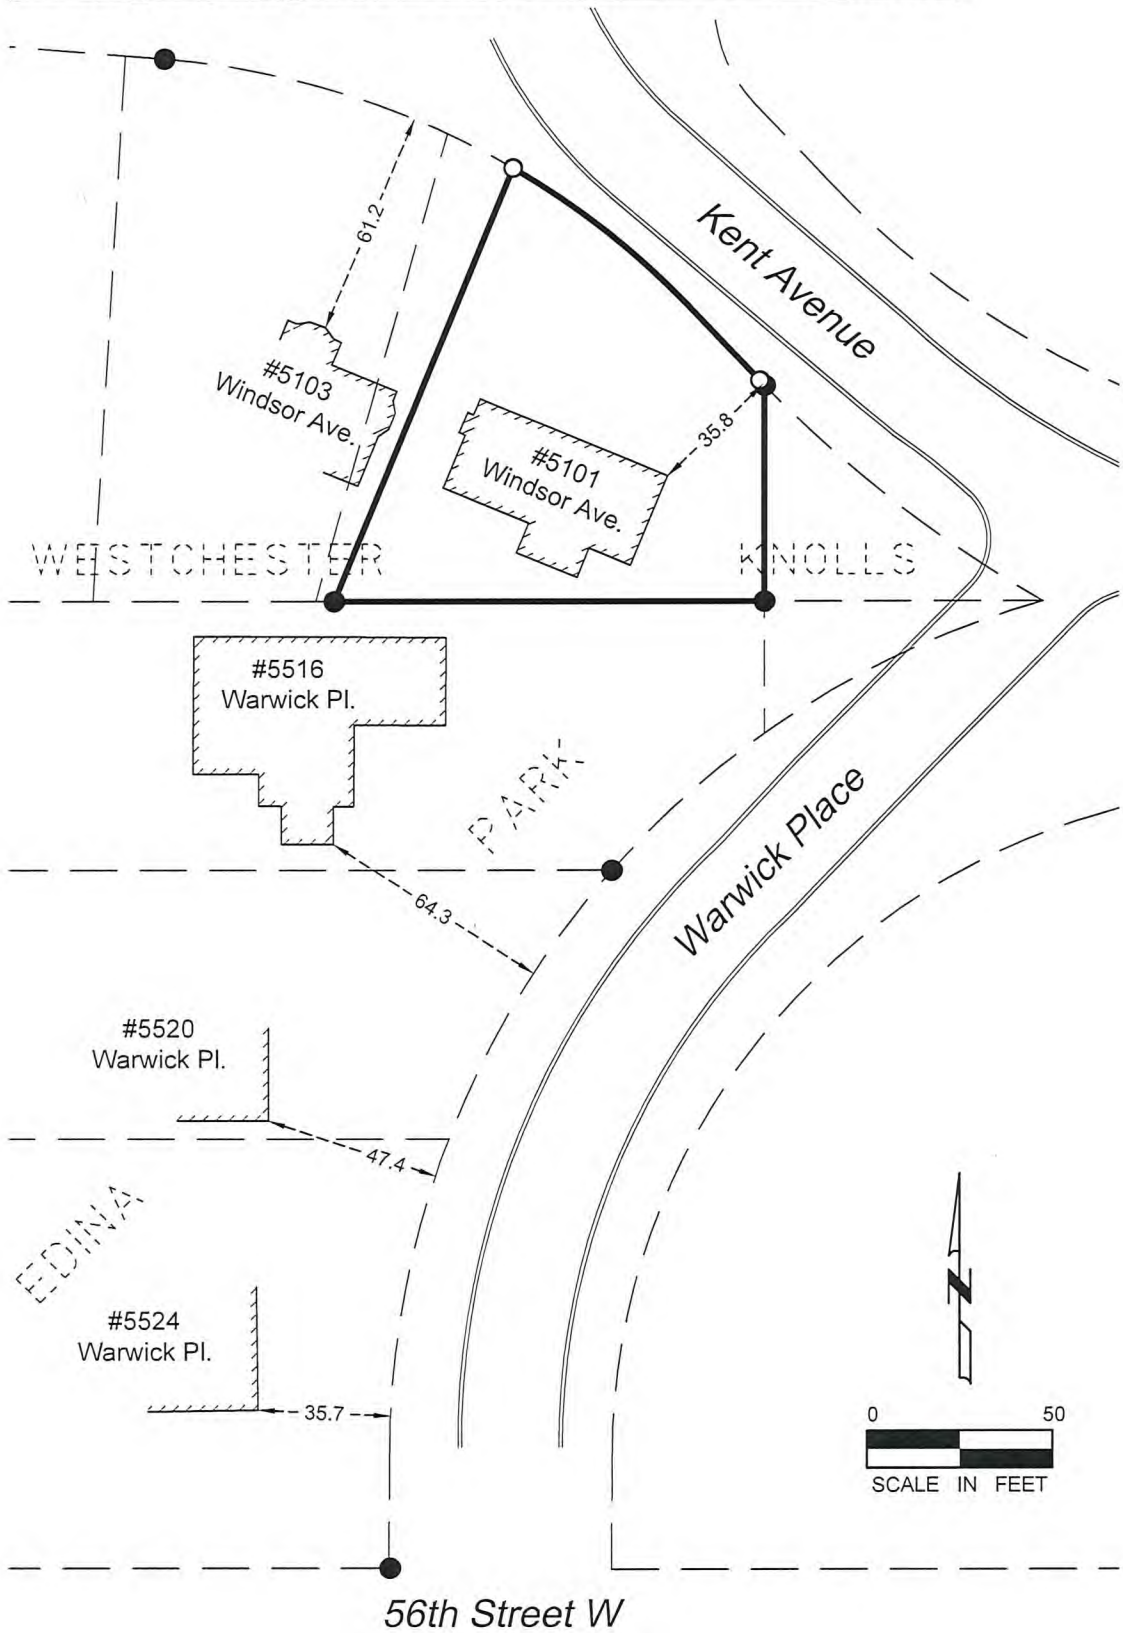 Kent Avenue
61.2
#5103
Windsor Ave.
35.8
#5101
Windsor Ave.
WESTCHESTER KNOLLS
#5516
Warwick Pl.
PARK
Warwick Place
64.3
#5520
Warwick Pl.
47.4
EDINA
N
#5524
Warwick Pl.
35.7
0 50
SCALE IN FEET
56th Street W